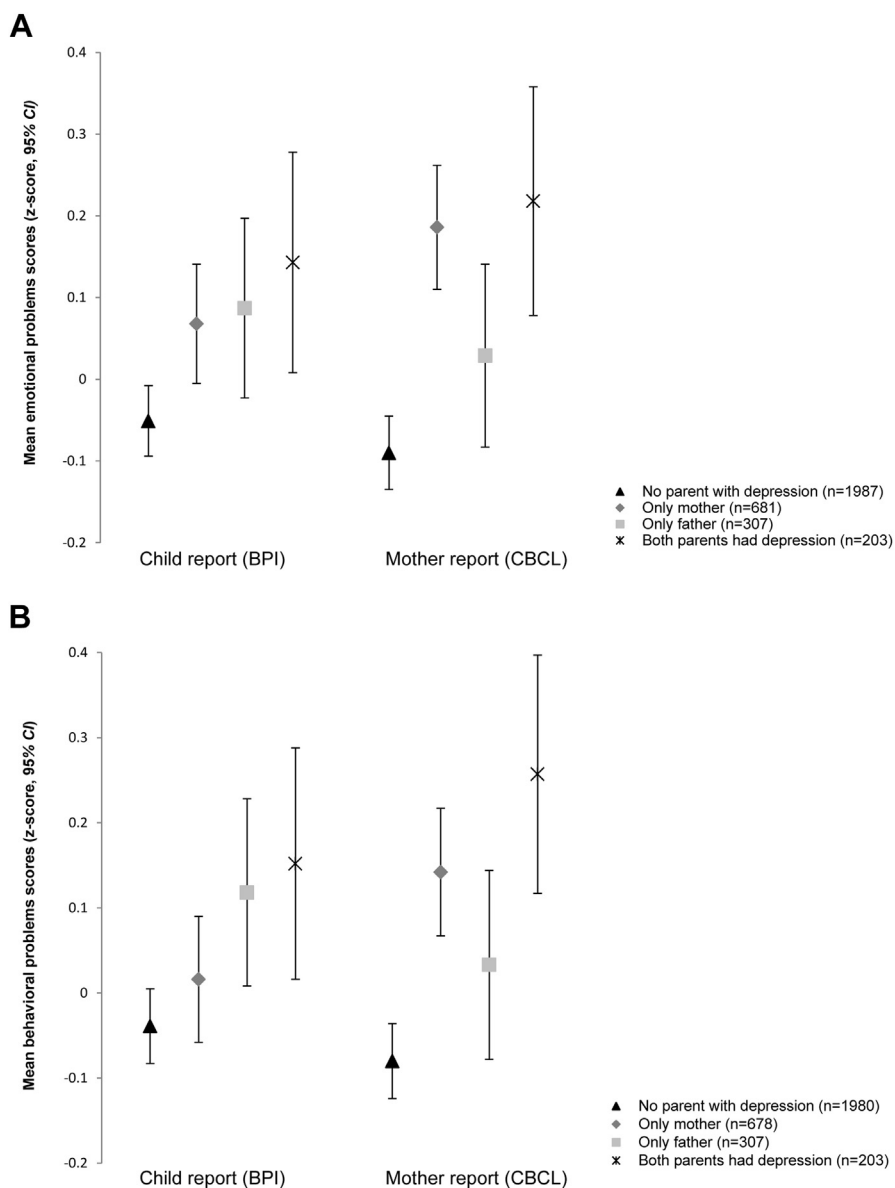 A
Mean emotional problems scores (z-score, 95% CI)
0.4
0.3
0.2
0.1
0
-0.1
-0.2
Child report (BPI)
Mother report (CBCL)
No parent with depression (n=1987)
Only mother (n=681)
Only father (n=307)
Both parents had depression (n=203)
B
Mean behavioral problems scores (z-score, 95% CI)
0.4
0.3
0.2
0.1
0
-0.1
-0.2
Child report (BPI)
Mother report (CBCL)
No parent with depression (n=1980)
Only mother (n=678)
Only father (n=307)
Both parents had depression (n=203)